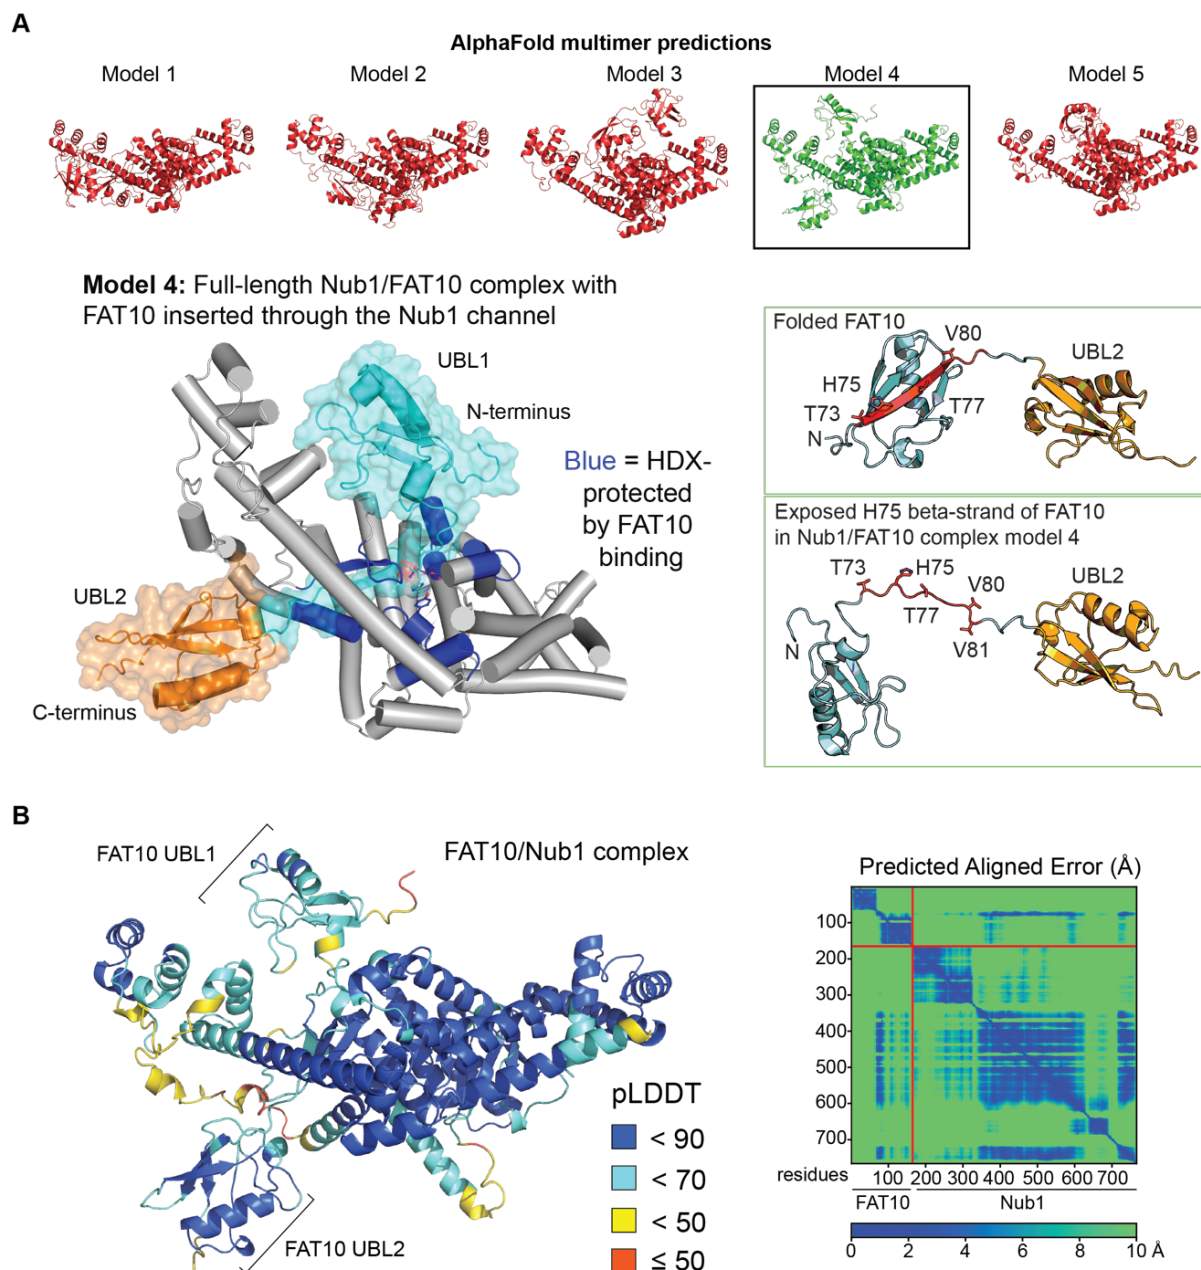 A
AlphaFold multimer predictions
Model 1 Model 2 Model 3 Model 4 Model 5
Model 4: Full-length Nub1/FAT10 complex with
FAT10 inserted through the Nub1 channel
UBL1
N-terminus
Blue = HDX-
protected
by FAT10
binding
UBL2
C-terminus
Folded FAT10
V80
UBL2
H75
T73
T77
N
Exposed H75 beta-strand of FAT10
in Nub1/FAT10 complex model 4
T73
H75
V80
UBL2
T77
N
V81
B
FAT10 UBL1
FAT10/Nub1 complex
pLDDT
< 90
< 70
< 50
≤ 50
FAT10 UBL2
Predicted Aligned Error (Å)
100
200
300
400
500
600
700
residues 100 200 300 400 500 600 700
FAT10 Nub1
0 2 4 6 8 10 Å